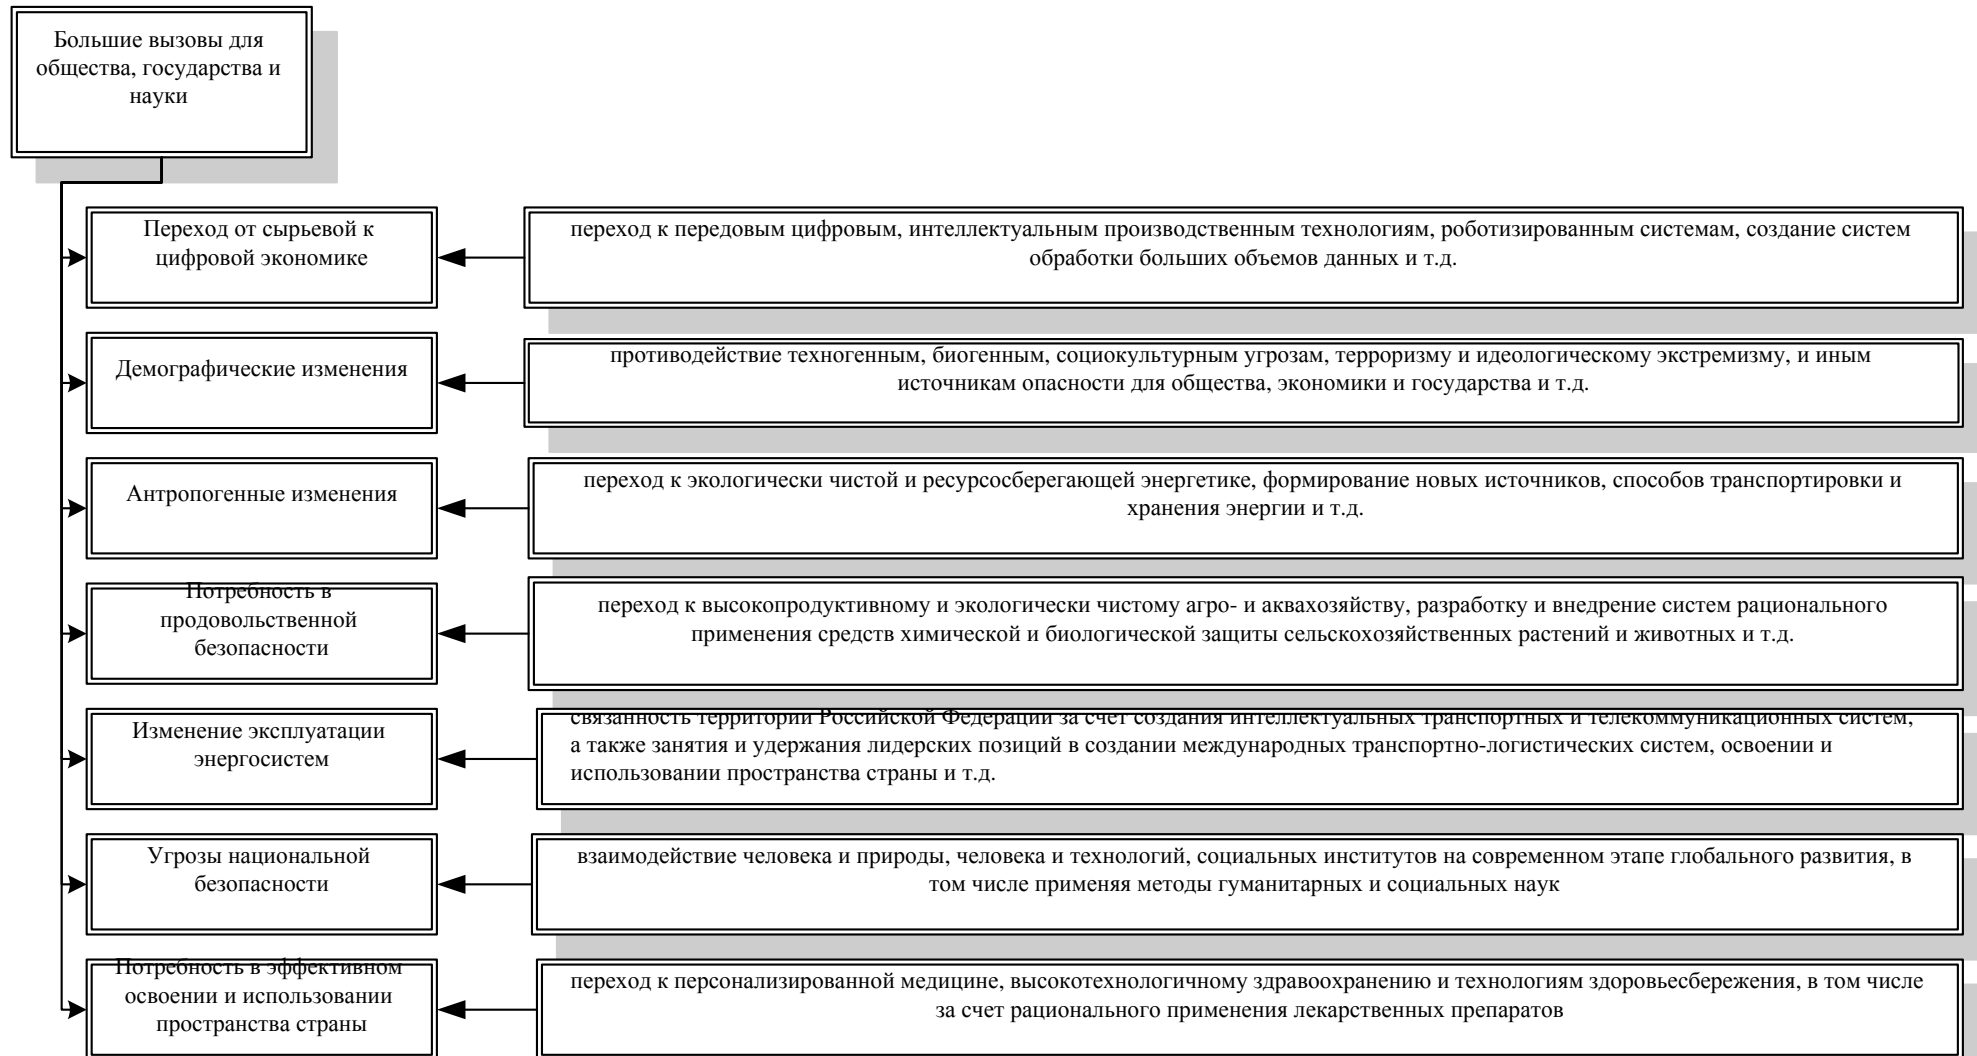 Большие вызовы для
общества, государства и
науки
Переход от сырьевой к
цифровой экономике
переход к передовым цифровым, интеллектуальным производственным технологиям, роботизированным системам, создание систем
обработки больших объемов данных и т.д.
Демографические изменения
противодействие техногенным, биогенным, социокультурным угрозам, терроризму и идеологическому экстремизму, и иным
источникам опасности для общества, экономики и государства и т.д.
Антропогенные изменения
переход к экологически чистой и ресурсосберегающей энергетике, формирование новых источников, способов транспортировки и
хранения энергии и т.д.
Потребность в
продовольственной
безопасности
переход к высокопродуктивному и экологически чистому агро- и аквахозяйству, разработку и внедрение систем рационального
применения средств химической и биологической защиты сельскохозяйственных растений и животных и т.д.
Изменение эксплуатации
энергосистем
связанность территории Российской Федерации за счет создания интеллектуальных транспортных и телекоммуникационных систем,
а также занятия и удержания лидерских позиций в создании международных транспортно-логистических систем, освоении и
использовании пространства страны и т.д.
Угрозы национальной
безопасности
взаимодействие человека и природы, человека и технологий, социальных институтов на современном этапе глобального развития, в
том числе применяя методы гуманитарных и социальных наук
Потребность в эффективном
освоении и использовании
пространства страны
переход к персонализированной медицине, высокотехнологичному здравоохранению и технологиям здоровьесбережения, в том числе
за счет рационального применения лекарственных препаратов